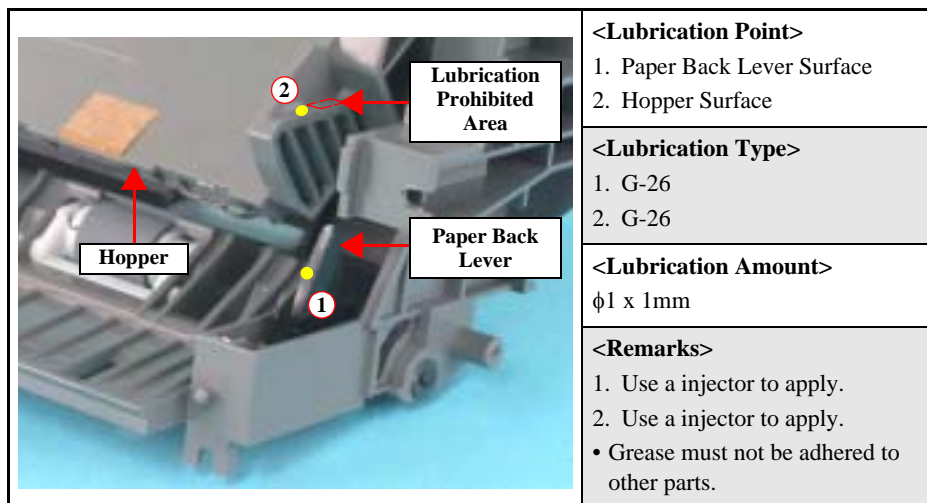 2
Lubrication
Prohibited
Area
Hopper
Paper Back
Lever
1
<Lubrication Point>
1. Paper Back Lever Surface
2. Hopper Surface
<Lubrication Type>
1. G-26
2. G-26
<Lubrication Amount>
ϕ1 x 1mm
<Remarks>
1. Use a injector to apply.
2. Use a injector to apply.
• Grease must not be adhered to
other parts.